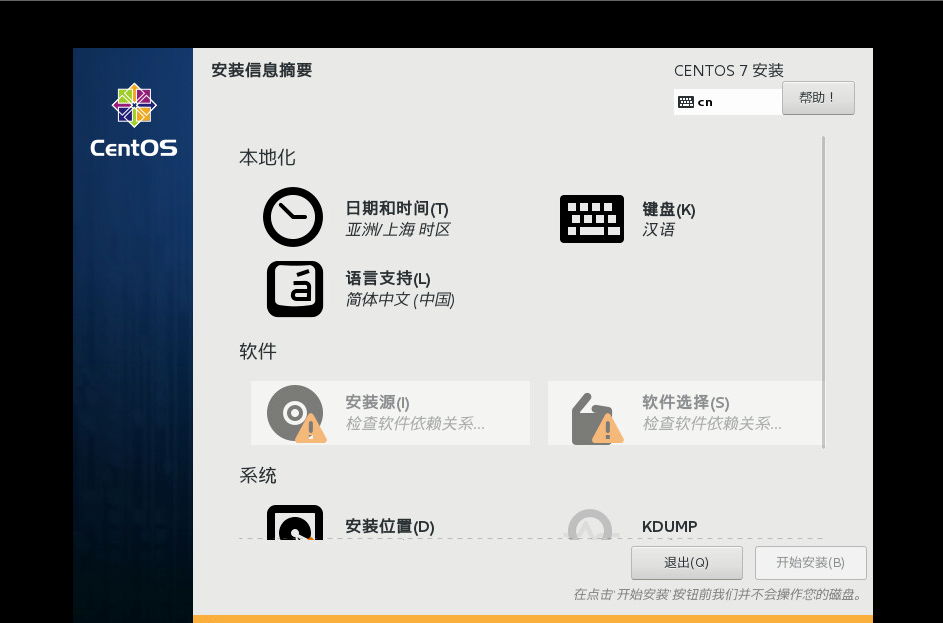 安装信息摘要
CENTOS 7 安装
cn
帮助！
CentOS
本地化
日期和时间(T)
亚洲/上海 时区
键盘(K)
汉语
语言支持(L)
简体中文 (中国)
软件
安装源(I)
检查软件依赖关系...
软件选择(S)
检查软件依赖关系...
系统
安装位置(D)
KDUMP
退出(Q)
开始安装(B)
在点击"开始安装"按钮前我们并不会操作您的磁盘。